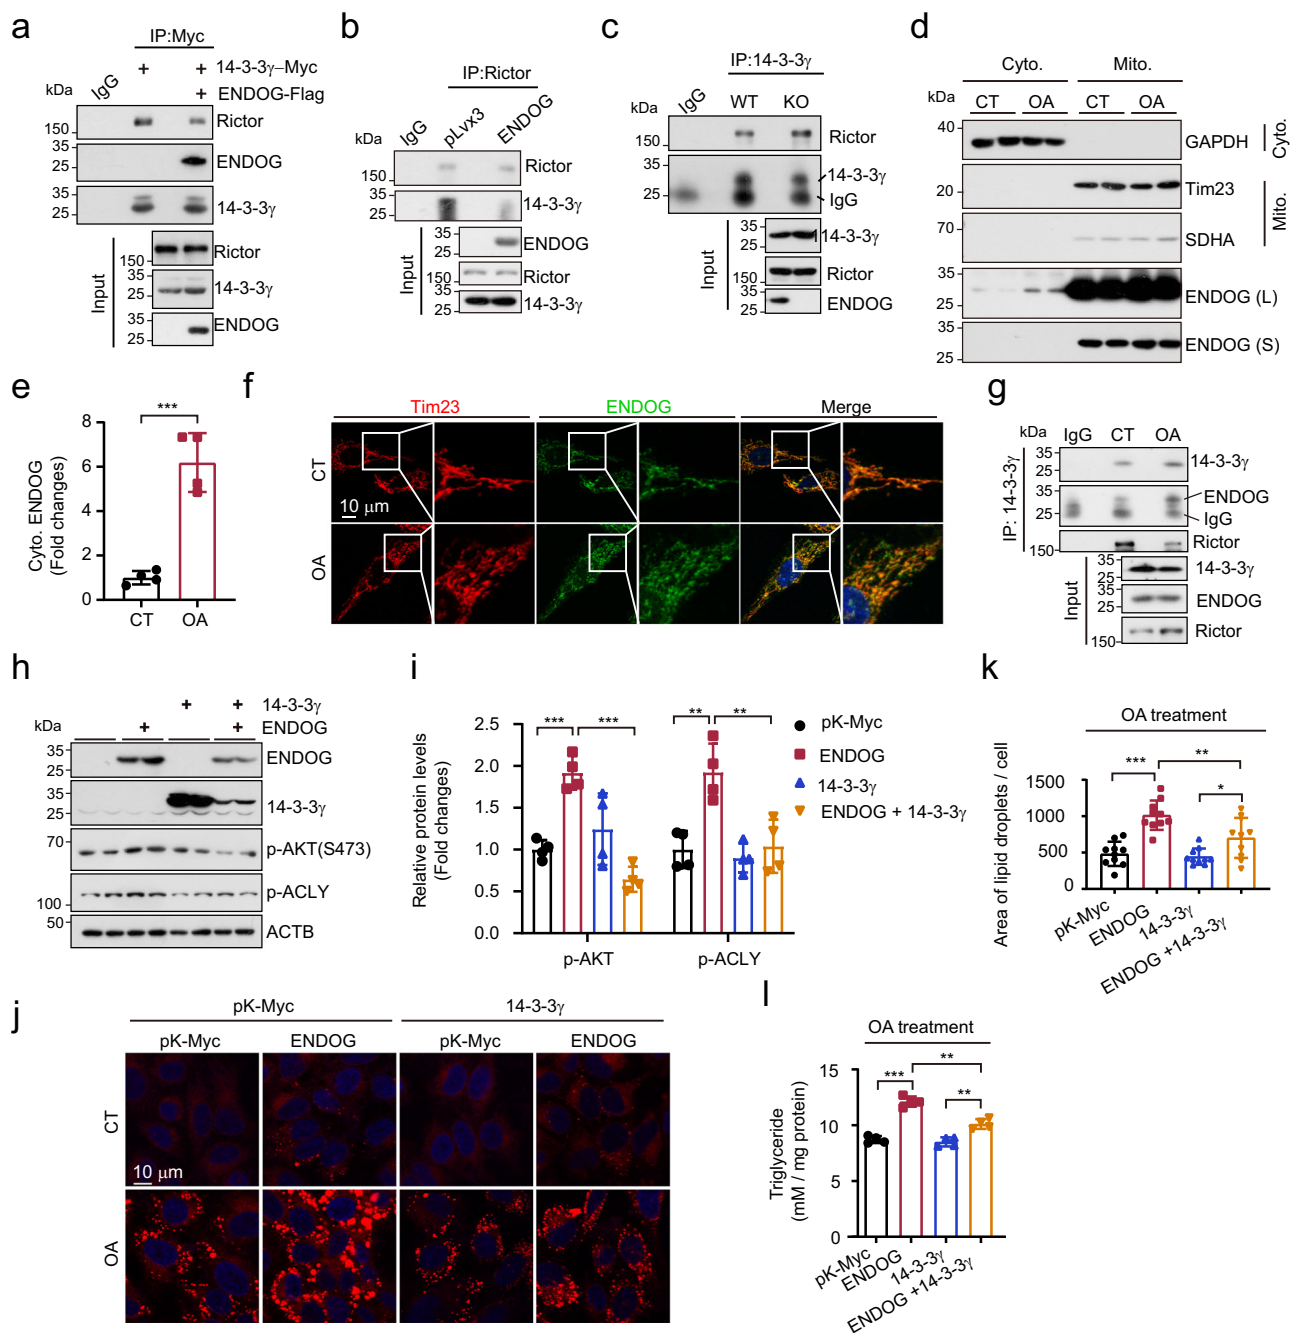 a
IP:Myc
+ + 14-3-3γ–Myc
+ ENDOG-Flag
kDa
IgG
150 Rictor
35
25
ENDOG
35
25
14-3-3γ
Input
150 Rictor
35
25
14-3-3γ
35
25
ENDOG
b
IP:Rictor
kDa
IgG
pLvx3
ENDOG
150 Rictor
35
25
14-3-3γ
Input
35
25
ENDOG
150 Rictor
35
25
14-3-3γ
c
IP:14-3-3γ
kDa
IgG
WT KO
150 Rictor
35
25
14-3-3γ
IgG
Input
35
25
114-3-3γ
150 Rictor
35
25
ENDOG
d
Cyto. Mito.
kDa
CT OA CT OA
40 GAPDH
Cyto.
20 Tim23
70 SDHA
Mito.
35
25
ENDOG (L)
35
25
ENDOG (S)
e
Cyto. ENDOG
(Fold changes)
8
6
4
2
0
***
CT OA
f
Tim23 ENDOG Merge
CT
10 μm
OA
g
kDa IgG CT OA
IP: 14-3-3γ
35
25
14-3-3γ
35
25
ENDOG
IgG
150 Rictor
Input
35
25
14-3-3γ
35
25
ENDOG
150 Rictor
h
+ + 14-3-3γ
+ + ENDOG
kDa
35
25
ENDOG
35
25
14-3-3γ
70 p-AKT(S473)
100 p-ACLY
50 ACTB
i
Relative protein levels
(Fold changes)
2.5
2.0
1.5
1.0
0.5
0.0
*** *** ** **
p-AKT p-ACLY
pK-Myc
ENDOG
14-3-3γ
ENDOG + 14-3-3γ
k
OA treatment
Area of lipid droplets / cell
1500
1000
500
0
*** ** *
pK-Myc
ENDOG
14-3-3γ
ENDOG +14-3-3γ
j
pK-Myc 14-3-3γ
pK-Myc ENDOG pK-Myc ENDOG
CT
10 μm
OA
l
OA treatment
Triglyceride
(mM / mg protein)
15
10
5
0
*** ** **
pK-Myc
ENDOG
14-3-3γ
ENDOG +14-3-3γ